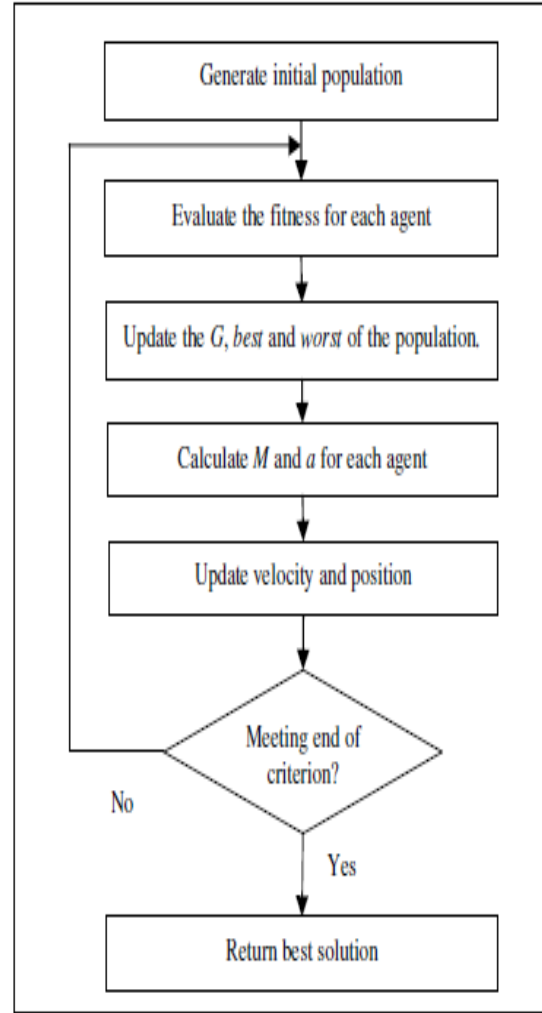 Generate initial population
Evaluate the fitness for each agent
Update the G, best and worst of the population.
Calculate M and a for each agent
Update velocity and position
Meeting end of
criterion?
No
Yes
Return best solution